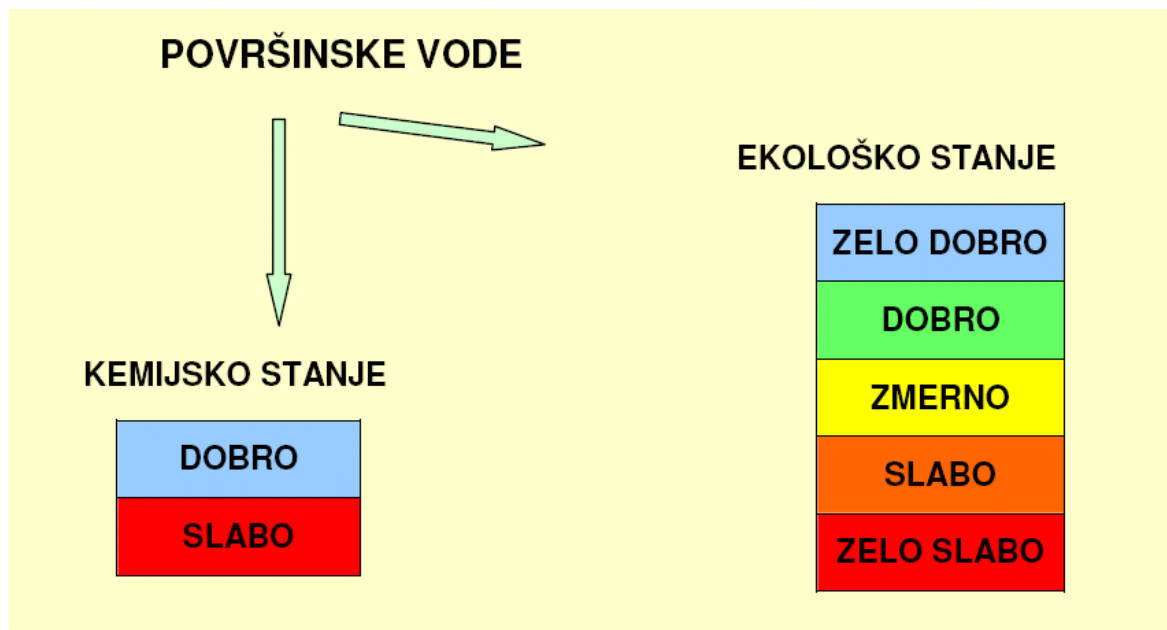 POVRŠINSKE VODE
KEMIJSKO STANJE
DOBRO
SLABO
EKOLOŠKO STANJE
ZELO DOBRO
DOBRO
ZMERNO
SLABO
ZELO SLABO